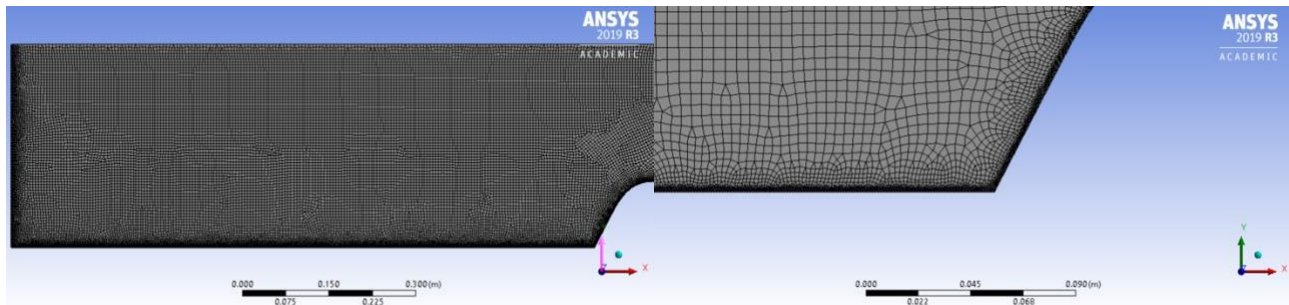 ANSYS
2019 R3
ACADEMIC
X
0.000 0.150 0.300 (m)
0.075 0.225
ANSYS
2019 R3
ACADEMIC
Y
Z
X
0.000 0.045 0.090 (m)
0.022 0.068